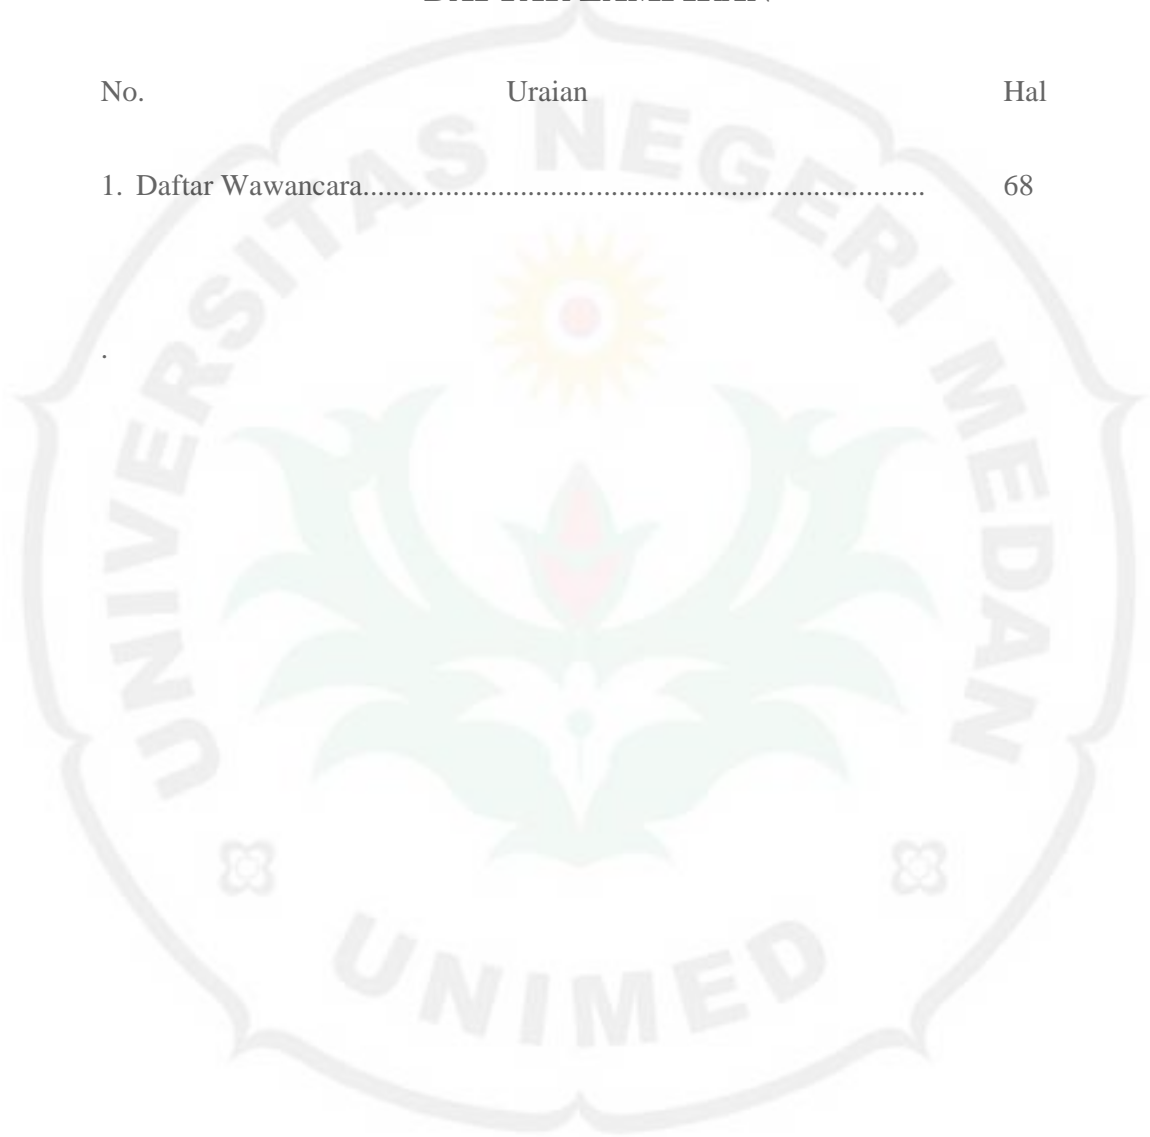 No. Uraian Hal
1. Daftar Wawancara........................................................................... 68
.
UNIVERSITAS NEGERI MEDAN
UNIMED